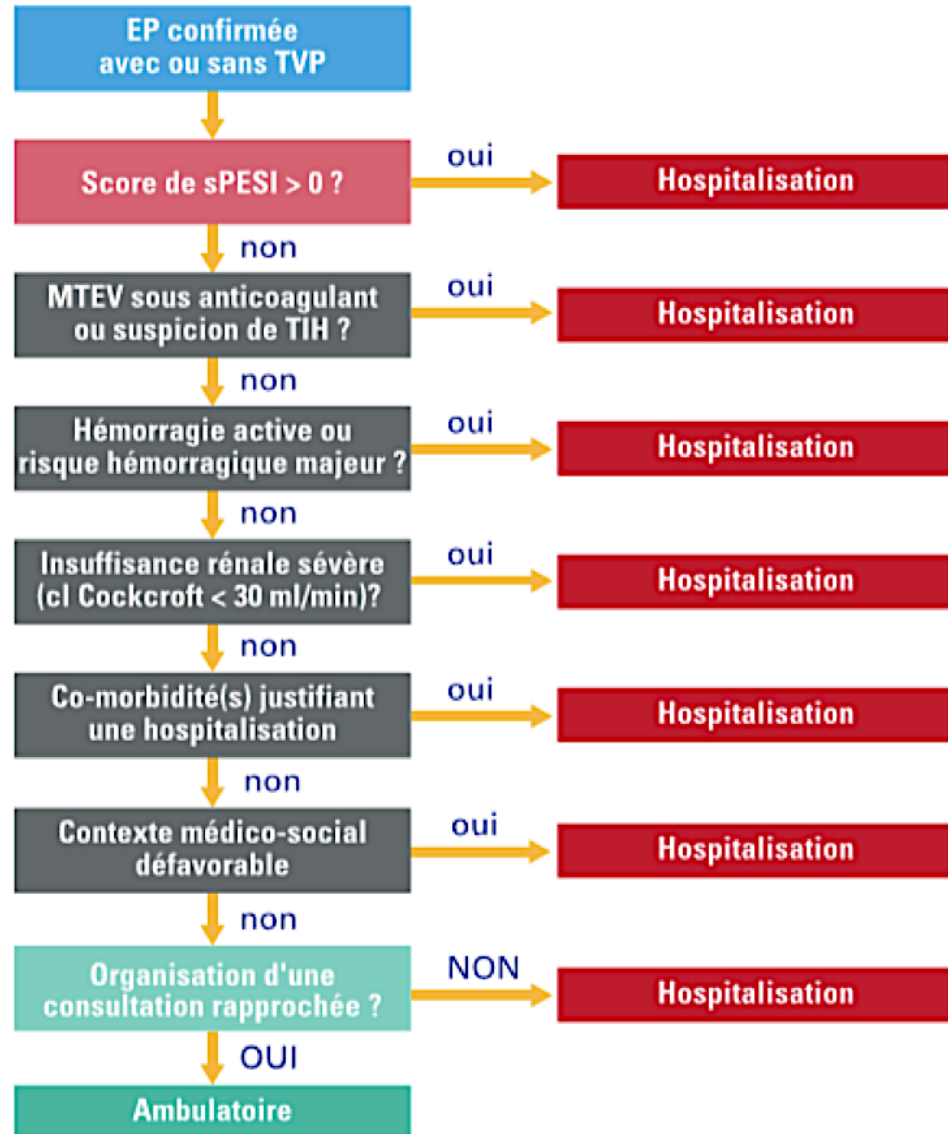 EP confirmée
avec ou sans TVP
Score de sPESI > 0 ?
oui
Hospitalisation
non
MTEV sous anticoagulant
ou suspicion de TIH ?
oui
Hospitalisation
non
Hémorragie active ou
risque hémorragique majeur ?
oui
Hospitalisation
non
Insuffisance rénale sévère
(cl Cockcroft < 30 ml/min)?
oui
Hospitalisation
non
Co-morbidité(s) justifiant
une hospitalisation
oui
Hospitalisation
non
Contexte médico-social
défavorable
oui
Hospitalisation
non
Organisation d'une
consultation rapprochée ?
NON
Hospitalisation
OUI
Ambulatoire